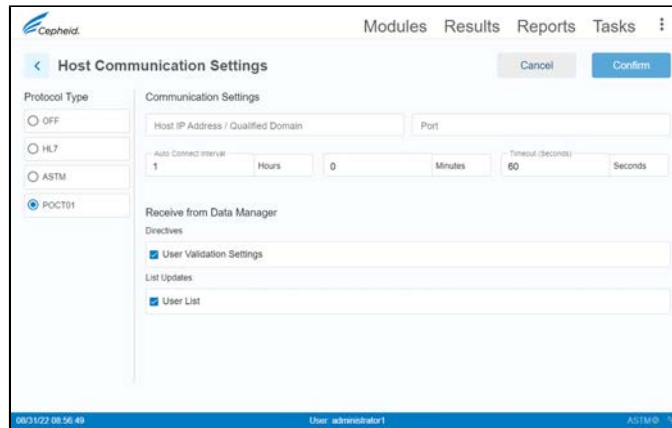 Cepheid.
Modules Results Reports Tasks
Host Communication Settings Cancel Confirm
Protocol Type
OFF
HL7
ASTM
POCT01
Communication Settings
Host IP Address / Qualified Domain Port
Auto Connect Interval Timeout (Seconds)
1 Hours 0 Minutes 60 Seconds
Receive from Data Manager
Directives
User Validation Settings
List Updates
User List
08/31/22 08:56:49 User: administrator1 ASTM